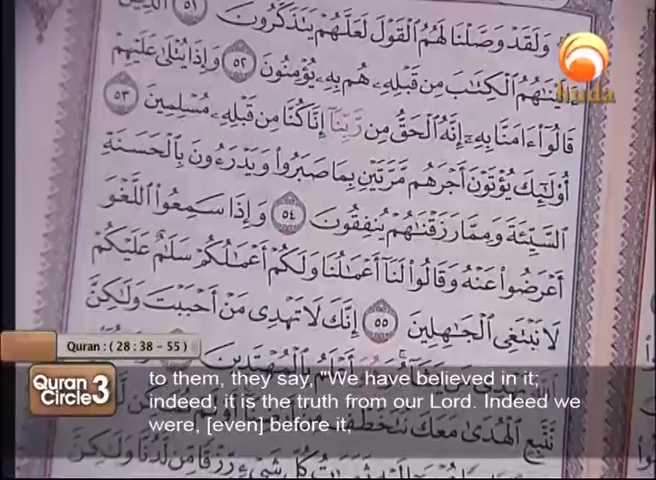 ٥١
وَلَقَدْ وَصَّلْنَا لَهُمُ الْقَوْلَ لَعَلَّهُمْ يَتَذَكَّرُونَ ٥١ الَّذِينَ
الْكِتَٰبَ مِن قَبْلِهِۦ هُم بِهِۦ يُؤْمِنُونَ ٥٢ وَإِذَا يُتْلَىٰ عَلَيْهِمْ
قَالُوٓا۟ ءَامَنَّا بِهِۦٓ إِنَّهُ الْحَقُّ مِن رَّبِّنَآ إِنَّا كُنَّا مِن قَبْلِهِۦ مُسْلِمِينَ ٥٣
أُو۟لَٰٓئِكَ يُؤْتَوْنَ أَجْرَهُم مَّرَّتَيْنِ بِمَا صَبَرُوا۟ وَيَدْرَءُونَ بِالْحَسَنَةِ
السَّيِّئَةَ وَمِمَّا رَزَقْنَٰهُمْ يُنفِقُونَ ٥٤ وَإِذَا سَمِعُوا۟ اللَّغْوَ
أَعْرَضُوا۟ عَنْهُ وَقَالُوا۟ لَنَآ أَعْمَٰلُنَا وَلَكُمْ أَعْمَٰلُكُمْ سَلَٰمٌ عَلَيْكُمْ
لَا نَبْتَغِى الْجَٰهِلِينَ ٥٥ إِنَّكَ لَا تَهْدِى مَنْ أَحْبَبْتَ وَلَٰكِنَّ
huda
Quran : ( 28: 38 - 55 )
Quran Circle 3
to them, they say, "We have believed in it;
indeed, it is the truth from our Lord. Indeed we
were, [even] before it,